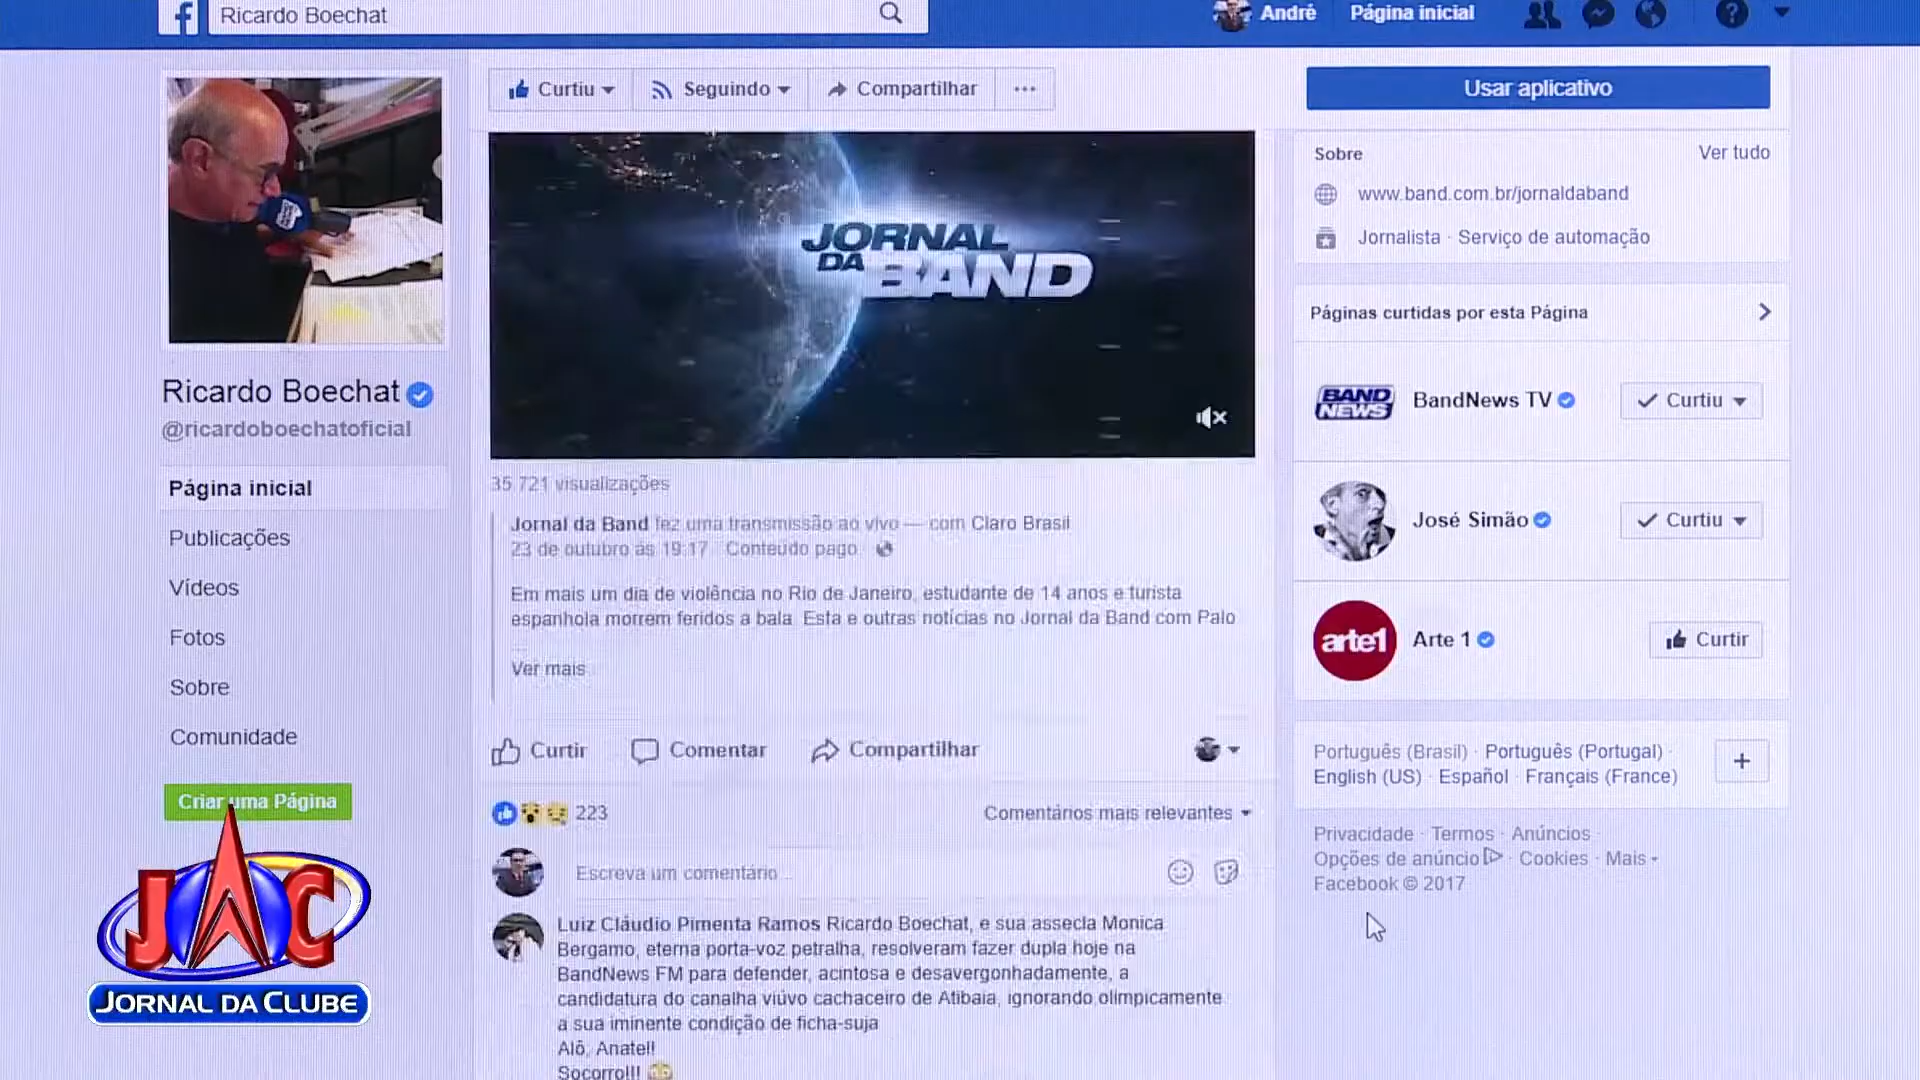 Ricardo Boechat
André
Página inicial
Curtiu
Seguindo
Compartilhar
Usar aplicativo
JORNAL
DA BAND
Ricardo Boechat
@ricardoboechatoficial
Página inicial
Publicações
Vídeos
Fotos
Sobre
Comunidade
Criar uma Página
JAC
JORNAL DA CLUBE
35.721 visualizações
Jornal da Band fez uma transmissão ao vivo — com Claro Brasil
23 de outubro às 19:17 · Conteúdo pago ·
Em mais um dia de violência no Rio de Janeiro, estudante de 14 anos e turista
espanhola morrem feridos a bala. Esta e outras notícias no Jornal da Band com Palo
...
Ver mais
Curtir
Comentar
Compartilhar
223
Comentários mais relevantes
Escreva um comentário...
Luiz Cláudio Pimenta Ramos Ricardo Boechat, e sua assecla Monica
Bergamo, eterna porta-voz petralha, resolveram fazer dupla hoje na
BandNews FM para defender, acintosa e desavergonhadamente, a
candidatura do canalha viúvo cachaceiro de Atibaia, ignorando olimpicamente
a sua iminente condição de ficha-suja
Alô, Anatel!
Socorro!!!
Sobre
Ver tudo
www.band.com.br/jornaldaband
Jornalista · Serviço de automação
Páginas curtidas por esta Página
BAND
NEWS
BandNews TV
Curtiu
José Simão
Curtiu
arte1
Arte 1
Curtir
Português (Brasil) · Português (Portugal) ·
English (US) · Español · Français (France)
Privacidade · Termos · Anúncios ·
Opções de anúncio · Cookies · Mais
Facebook © 2017